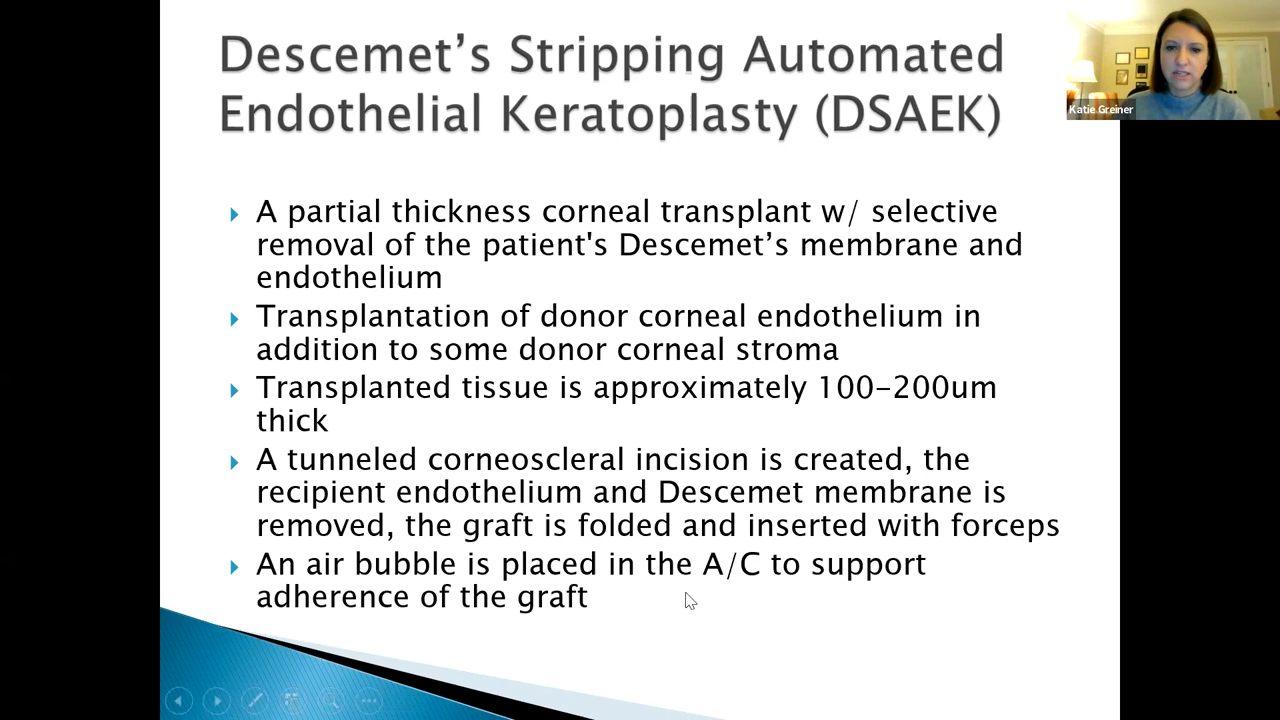 Descemet’s Stripping Automated
Endothelial Keratoplasty (DSAEK)
Katie Greiner
A partial thickness corneal transplant w/ selective
removal of the patient's Descemet’s membrane and
endothelium
Transplantation of donor corneal endothelium in
addition to some donor corneal stroma
Transplanted tissue is approximately 100-200um
thick
A tunneled corneoscleral incision is created, the
recipient endothelium and Descemet membrane is
removed, the graft is folded and inserted with forceps
An air bubble is placed in the A/C to support
adherence of the graft